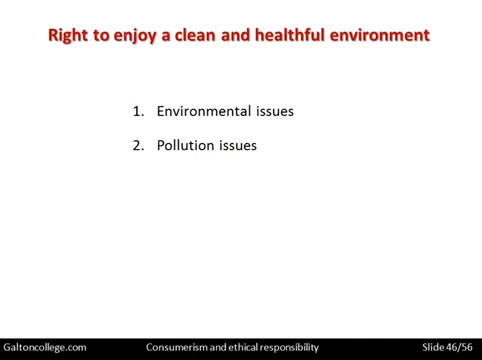 Right to enjoy a clean and healthful environment
1. Environmental issues
2. Pollution issues
Galtoncollege.com Consumerism and ethical responsibility Slide 46/56